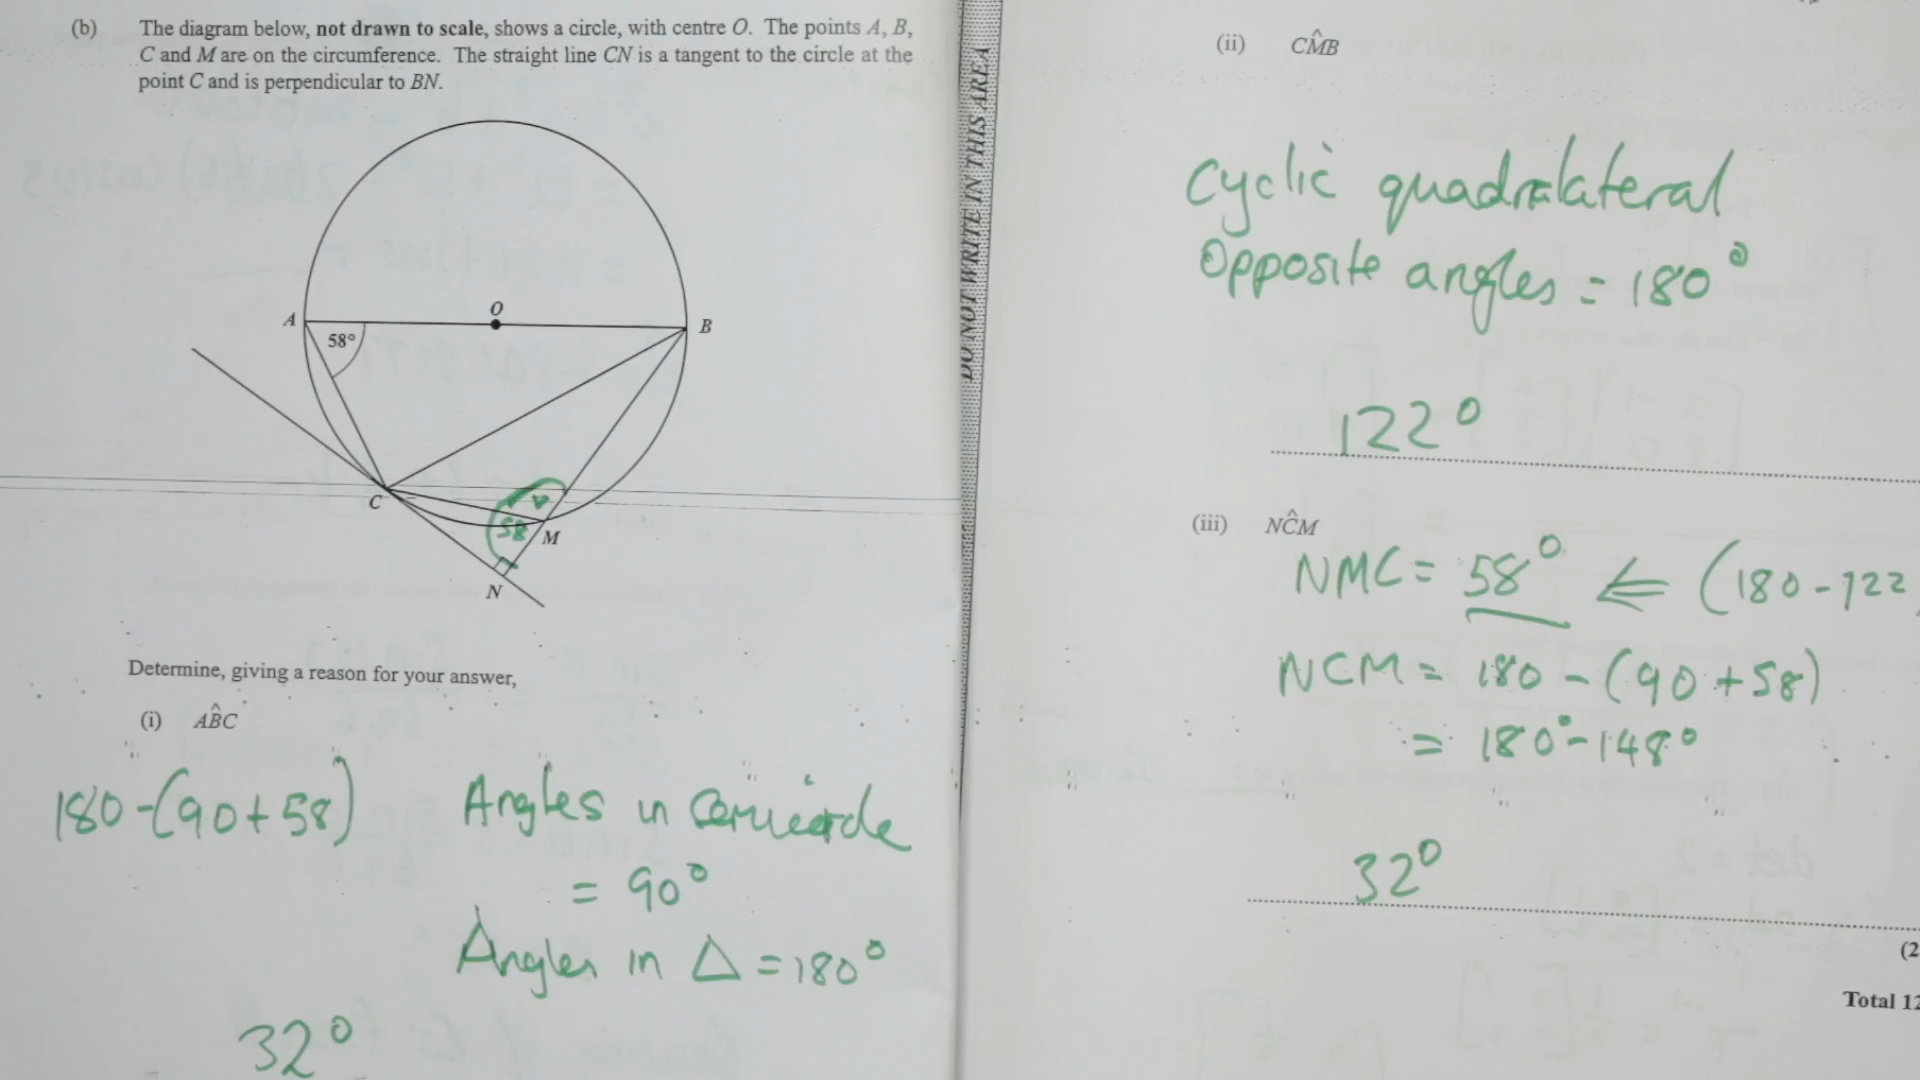 (b) The diagram below, not drawn to scale, shows a circle, with centre O. The points A, B,
C and M are on the circumference. The straight line CN is a tangent to the circle at the
point C and is perpendicular to BN.
O
A
B
58°
C
58
M
N
Determine, giving a reason for your answer,
(i) AB̂C
180-(90+58)
Angles in semicircle
= 90°
Angles in Δ = 180°
32°
DO NOT WRITE IN THIS AREA
(ii) CM̂B
Cyclic quadrilateral
Opposite angles = 180°
122°
(iii) NĈM
NMC = 58° ⇐ (180-122
NCM = 180 - (90+58)
= 180°-148°
32°
(2
Total 12